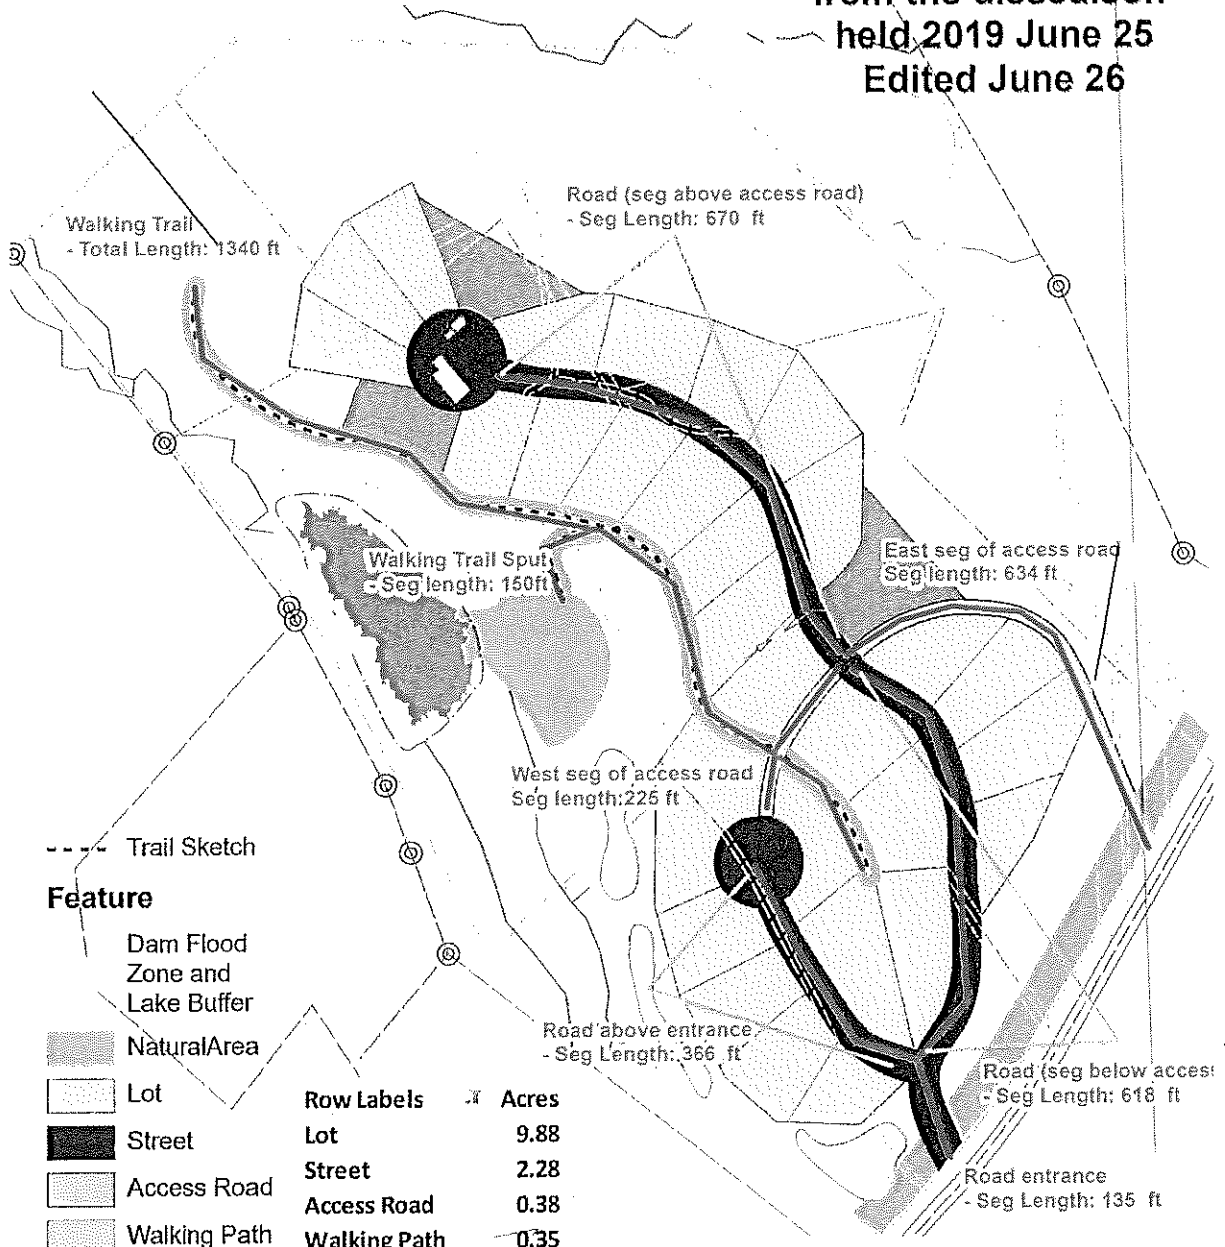 held 2019 June 25
Edited June 26
Road (seg above access road)
- Seg Length: 670 ft
Walking Trail
- Total Length: 1340 ft
East seg of access road
Seg length: 634 ft
Walking Trail Sput
- Seg length: 150ft
West seg of access road
Seg length:225 ft
Trail Sketch
Feature
Dam Flood
Zone and
Lake Buffer
NaturalArea
Lot
Street
Access Road
Walking Path
Row Labels Acres
Lot 9.88
Street 2.28
Access Road 0.38
Walking Path 0.35
Road above entrance
- Seg Length: 366 ft
Road (seg below access
- Seg Length: 618 ft
Road entrance
- Seg Length: 135 ft